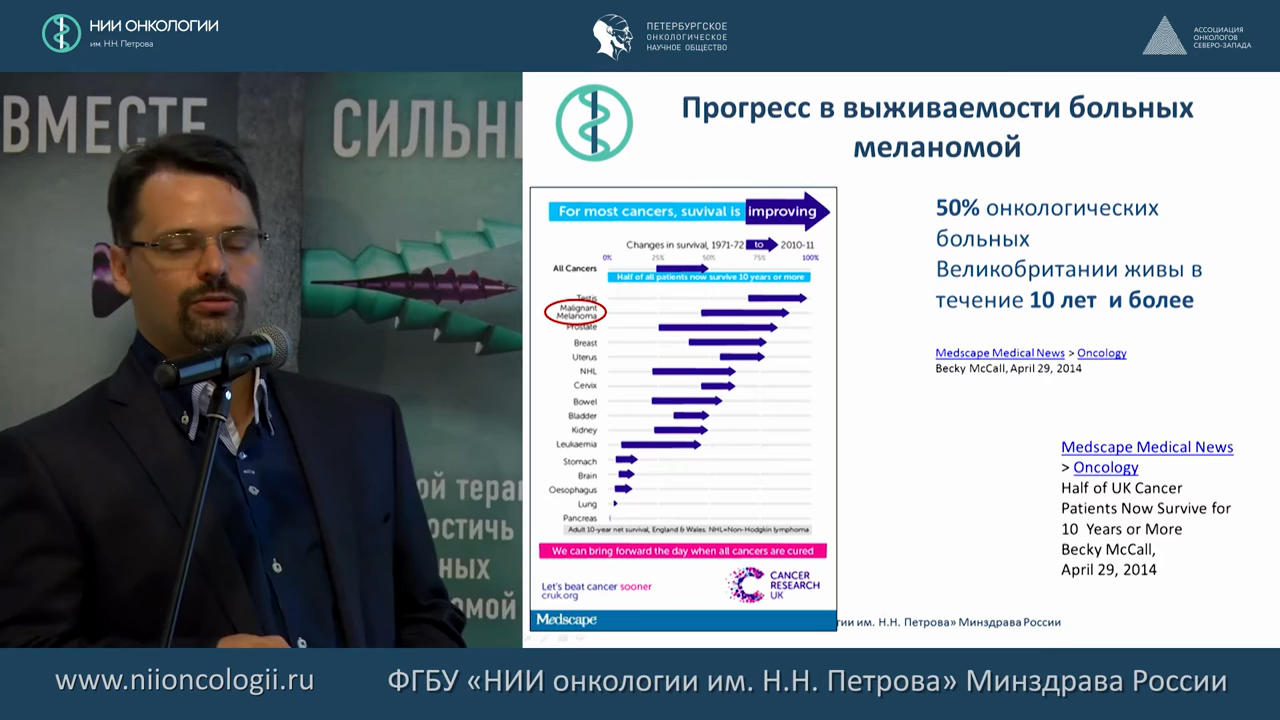 НИИ ОНКОЛОГИИ
им. Н.Н. Петрова
ПЕТЕРБУРГСКОЕ
ОНКОЛОГИЧЕСКОЕ
НАУЧНОЕ ОБЩЕСТВО
АССОЦИАЦИЯ
ОНКОЛОГОВ
СЕВЕРО-ЗАПАДА
ВМЕСТЕ
СИЛЬН
ой тера
остичь
ных
омой
Прогресс в выживаемости больных
меланомой
For most cancers, suvival is improving
Changes in survival, 1971-72 to 2010-11
0% 25% 50% 75% 100%
All Cancers
Half of all patients now survive 10 years or more
Testis
Malignant
Melanoma
Prostate
Breast
Uterus
NHL
Cervix
Bowel
Bladder
Kidney
Leukaemia
Stomach
Brain
Oesophagus
Lung
Pancreas
Adult 10-year net survival, England & Wales. NHL=Non-Hodgkin lymphoma
We can bring forward the day when all cancers are cured
Let's beat cancer sooner
cruk.org
CANCER
RESEARCH
UK
Medscape
50% онкологических
больных
Великобритании живы в
течение 10 лет и более
Medscape Medical News > Oncology
Becky McCall, April 29, 2014
Medscape Medical News
> Oncology
Half of UK Cancer
Patients Now Survive for
10 Years or More
Becky McCall,
April 29, 2014
гии им. Н.Н. Петрова» Минздрава России
www.niioncologii.ru
ФГБУ «НИИ онкологии им. Н.Н. Петрова» Минздрава России